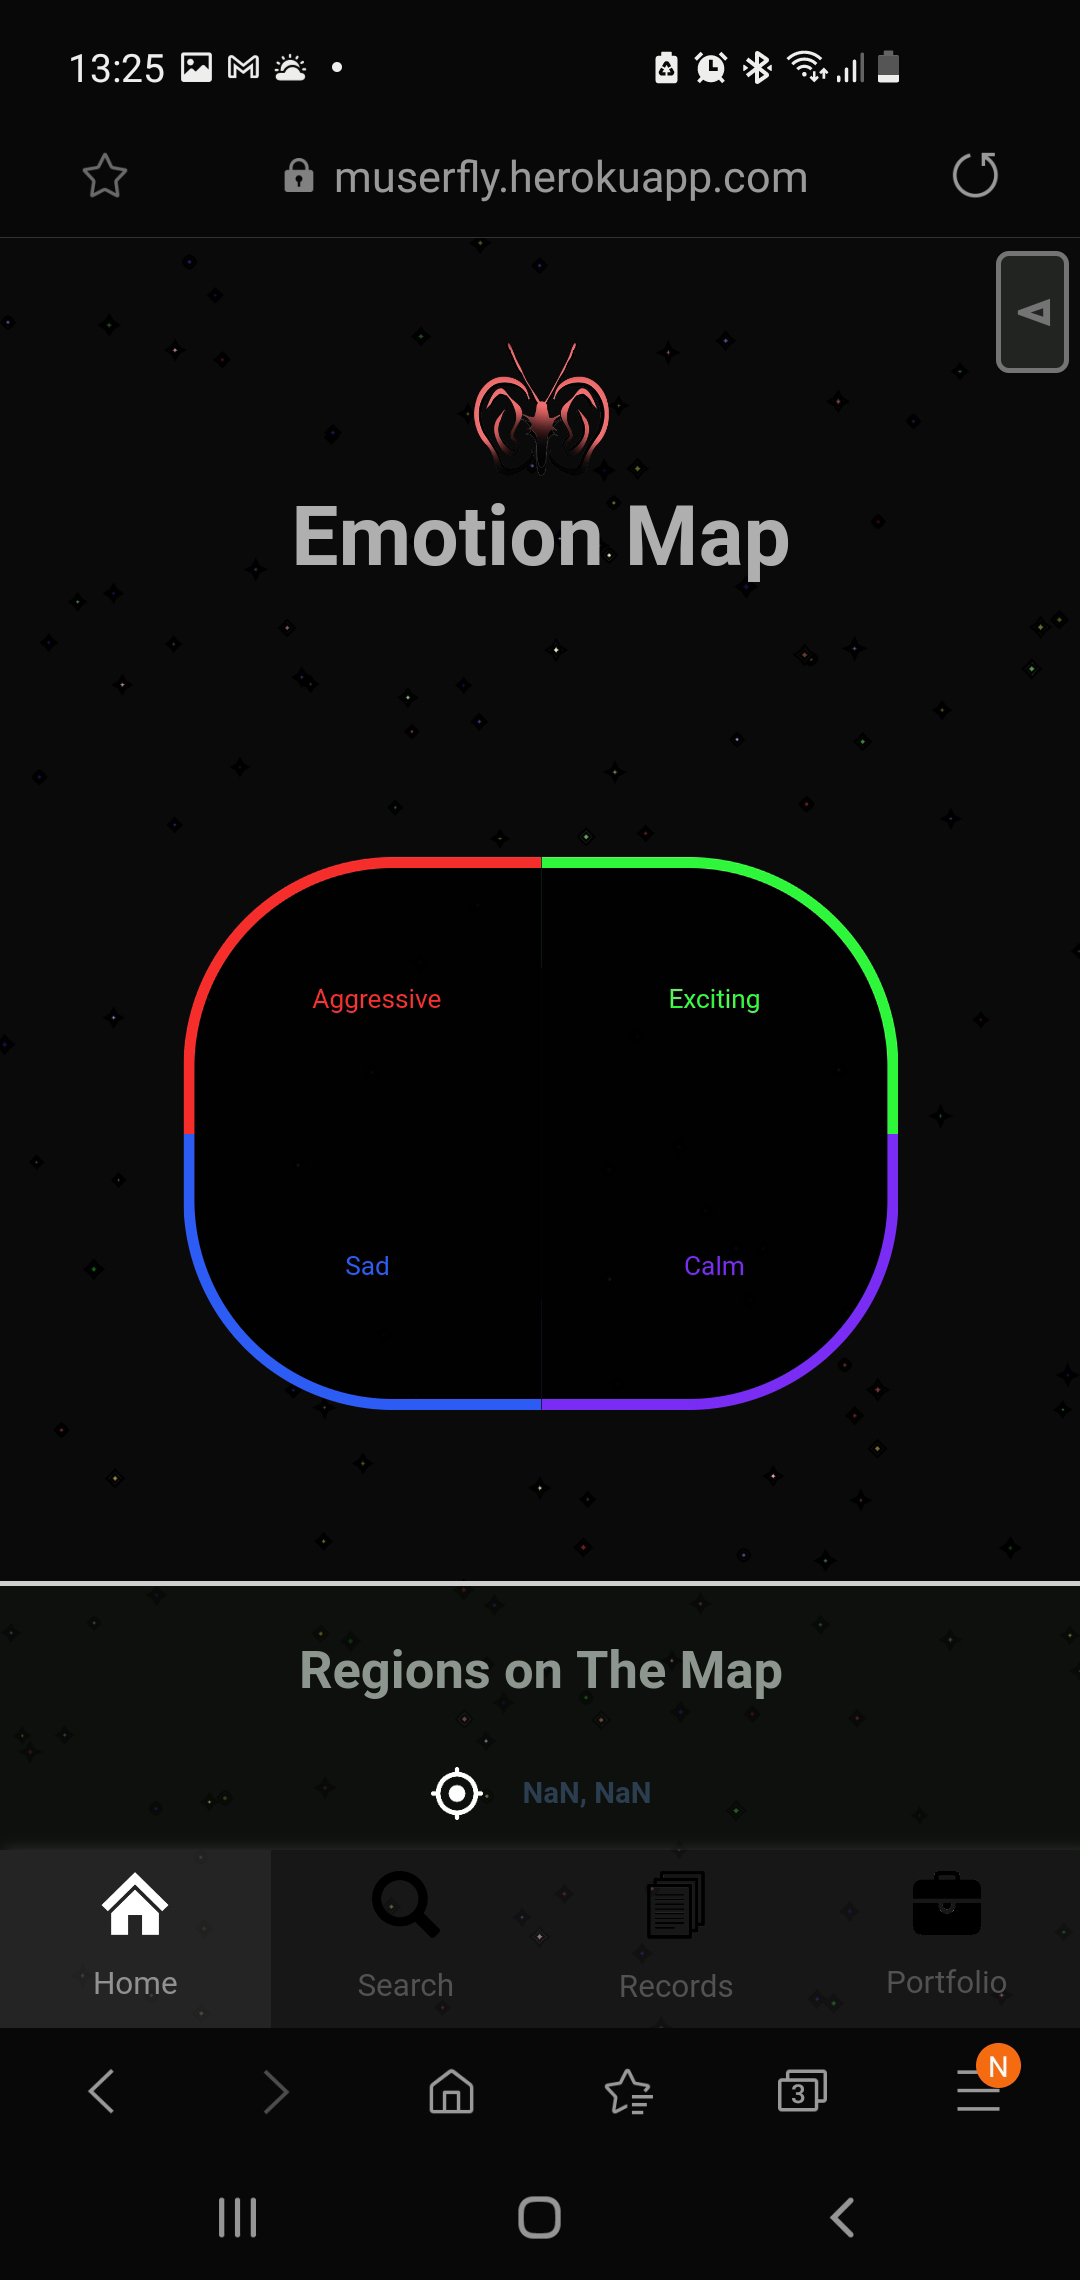 13:25
muserfly.herokuapp.com
Emotion Map
Aggressive Exciting
Sad Calm
Regions on The Map
NaN, NaN
Home Search Records Portfolio
3 N